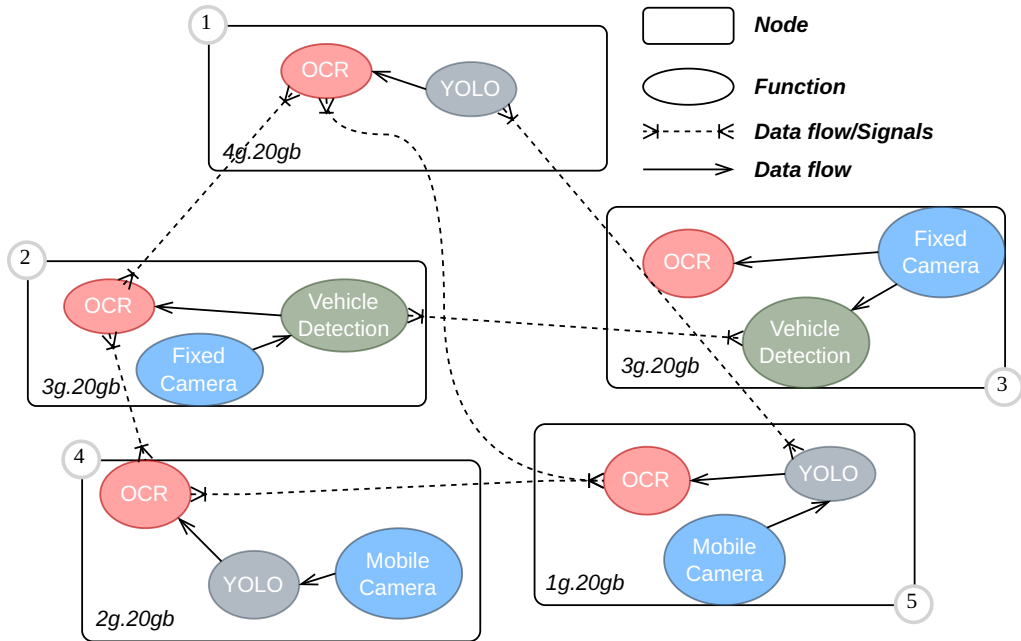 1
OCR
YOLO
4g.20gb
Node
Function
Data flow/Signals
Data flow
2
OCR
Vehicle
Detection
Fixed
Camera
3g.20gb
OCR
Fixed
Camera
Vehicle
Detection
3g.20gb
3
4
OCR
YOLO
Mobile
Camera
2g.20gb
OCR
YOLO
Mobile
Camera
1g.20gb
5